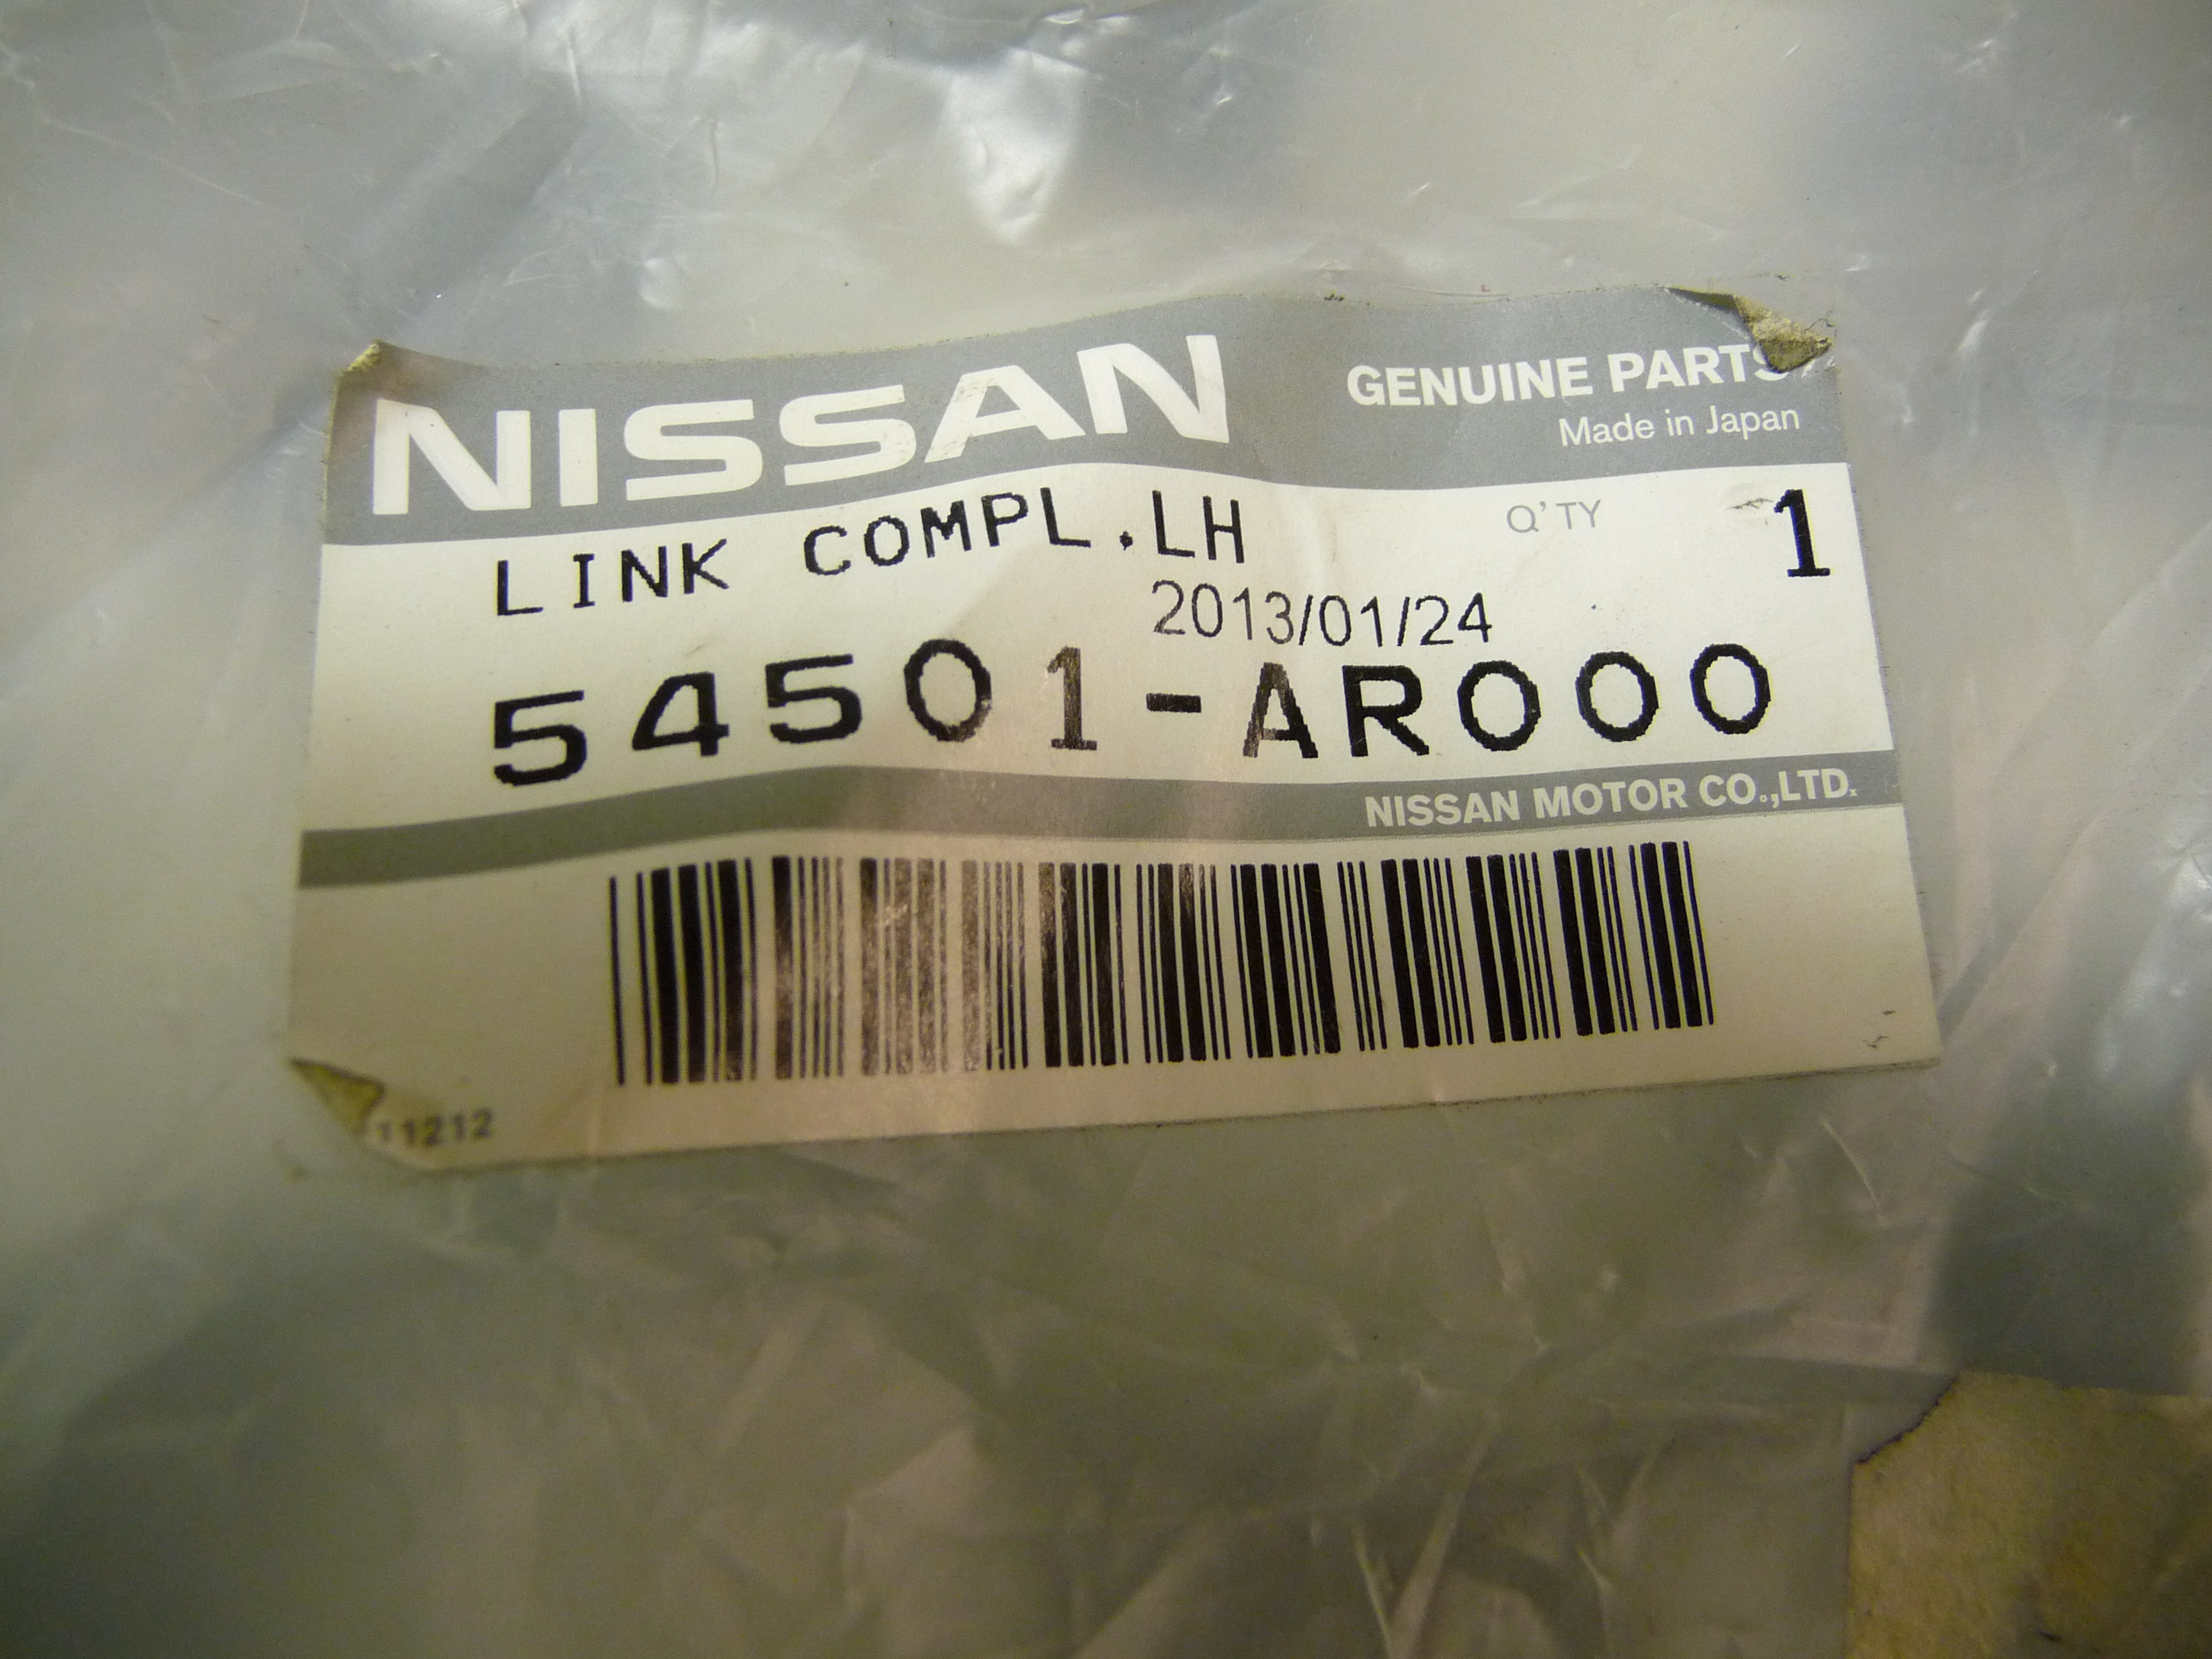 NISSAN
GENUINE PARTS
Made in Japan
LINK COMPL.LH
Q'TY 1
2013/01/24
54501-AR000
NISSAN MOTOR CO.,LTD.
11212